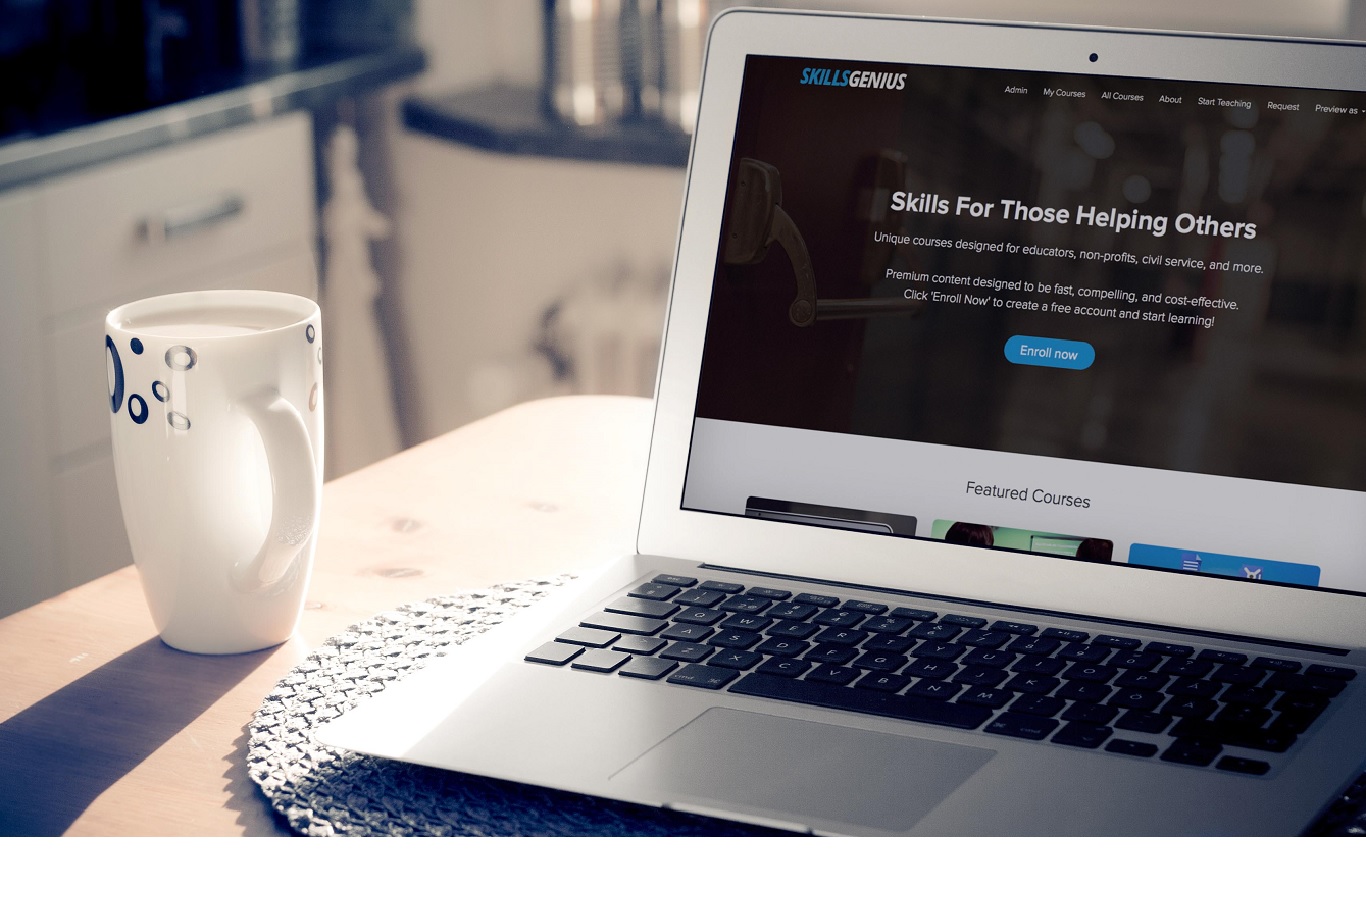 SKILLSGENIUS
Admin My Courses All Courses About Start Teaching Request Preview as
Skills For Those Helping Others
Unique courses designed for educators, non-profits, civil service, and more.
Premium content designed to be fast, compelling, and cost-effective.
Click 'Enroll Now' to create a free account and start learning!
Enroll now
Featured Courses
Q W E R T Y U I O P Å
A S D F G H J K L Ö Ä
Z X C V B N M